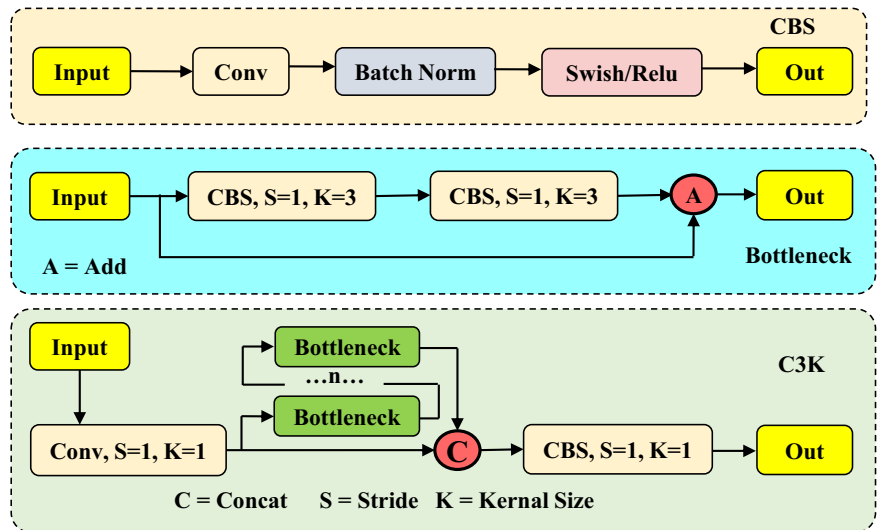 CBS
Input
Conv
Batch Norm
Swish/Relu
Out
Input
CBS, S=1, K=3
CBS, S=1, K=3
A
Out
A = Add
Bottleneck
Input
Bottleneck
C3K
...n...
Bottleneck
Conv, S=1, K=1
C
CBS, S=1, K=1
Out
C = Concat S = Stride K = Kernal Size